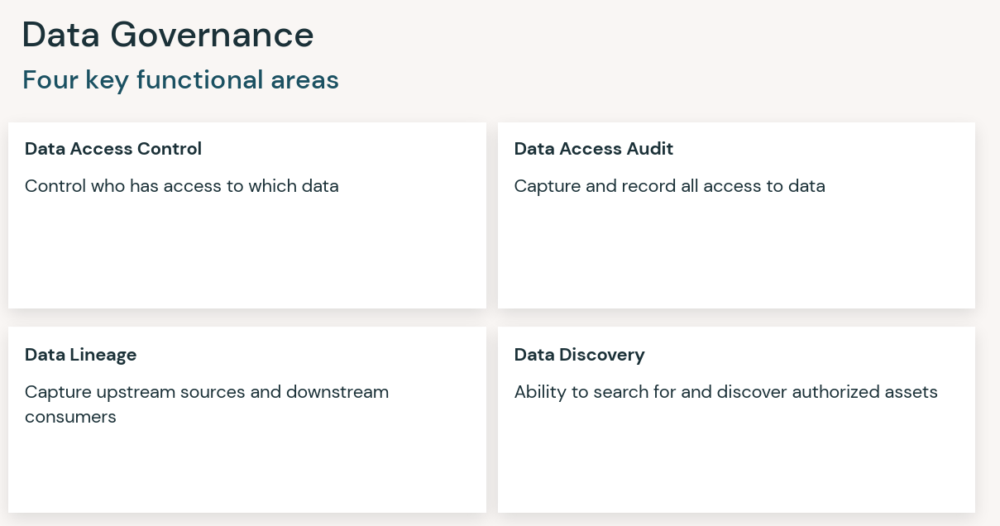 Data Governance
Four key functional areas
Data Access Control
Control who has access to which data
Data Access Audit
Capture and record all access to data
Data Lineage
Capture upstream sources and downstream
consumers
Data Discovery
Ability to search for and discover authorized assets